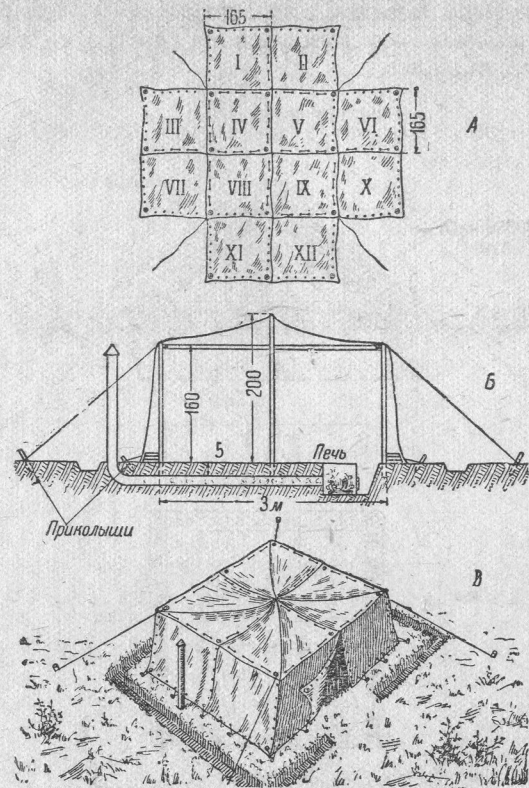 165
I II
III IV V VI 165 А
VII VIII IX X
XI XII
160 200 Б
5 Печь
3 м
Приколыши
В